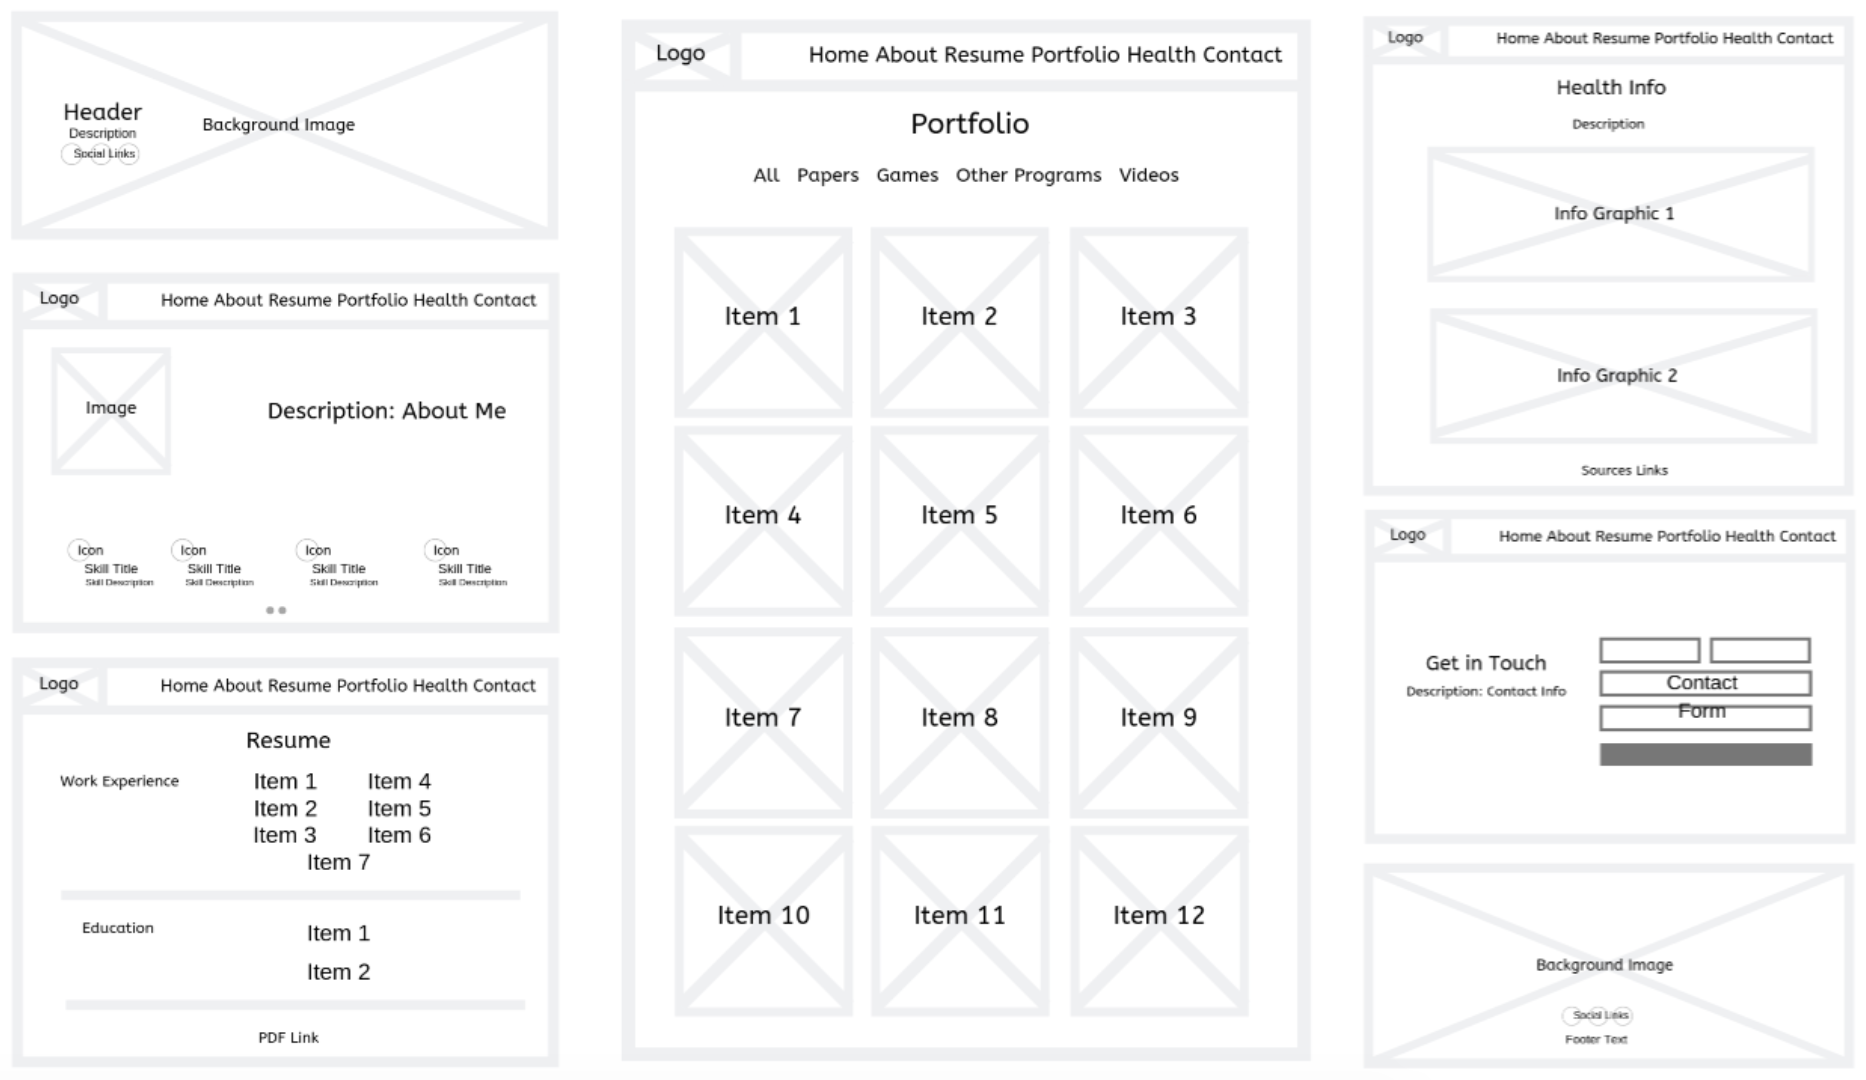 Header
Description
Social Links
Background Image
Logo
Home About Resume Portfolio Health Contact
Image
Description: About Me
Icon
Skill Title
Skill Description
Icon
Skill Title
Skill Description
Icon
Skill Title
Skill Description
Icon
Skill Title
Skill Description
Logo
Home About Resume Portfolio Health Contact
Resume
Work Experience
Item 1 Item 4
Item 2 Item 5
Item 3 Item 6
Item 7
Education
Item 1
Item 2
PDF Link
Logo
Home About Resume Portfolio Health Contact
Portfolio
All Papers Games Other Programs Videos
Item 1 Item 2 Item 3
Item 4 Item 5 Item 6
Item 7 Item 8 Item 9
Item 10 Item 11 Item 12
Logo
Home About Resume Portfolio Health Contact
Health Info
Description
Info Graphic 1
Info Graphic 2
Sources Links
Logo
Home About Resume Portfolio Health Contact
Get in Touch
Description: Contact Info
Contact
Form
Background Image
Social Links
Footer Text